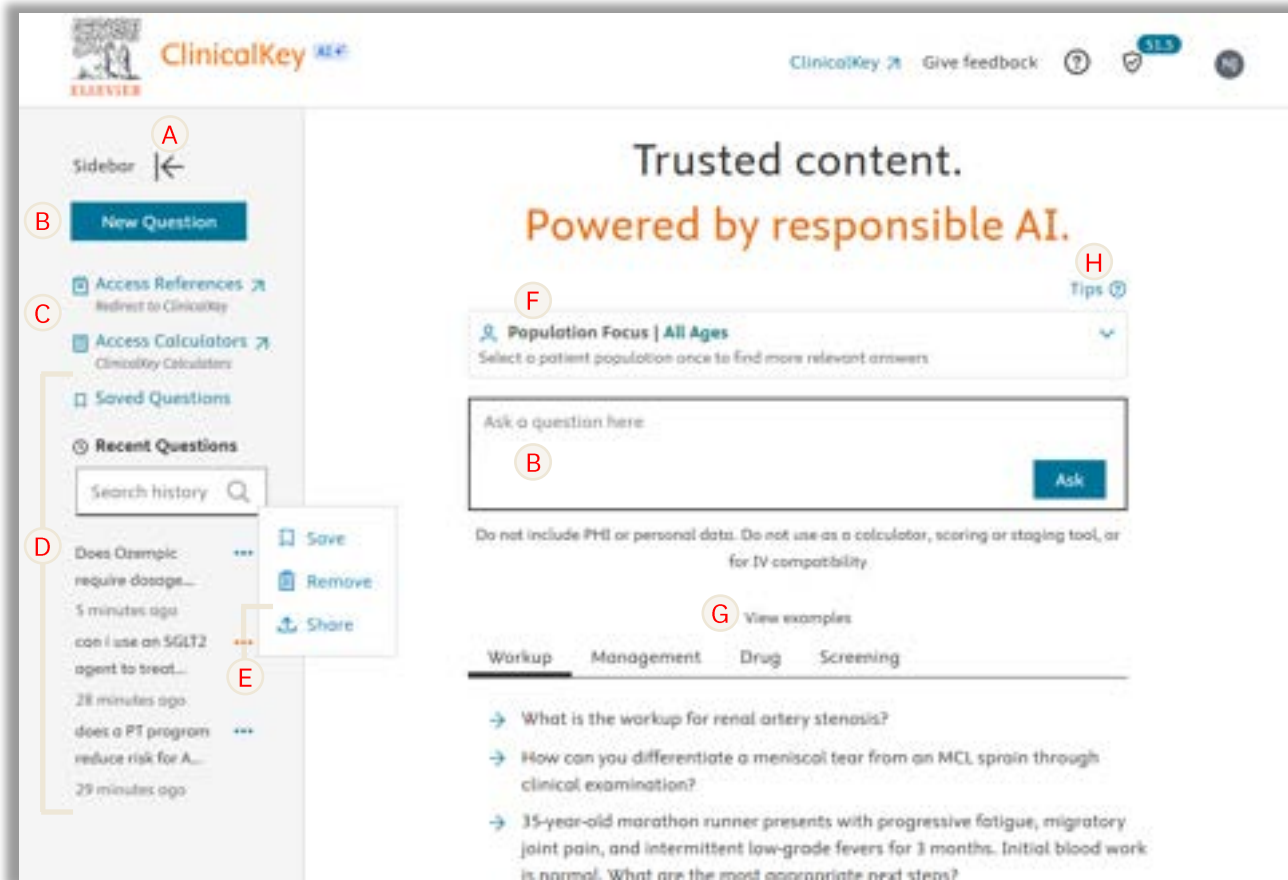 ELSEVIER
ClinicalKey AI
ClinicalKey
Give feedback
51.5
A
Sidebar
B
New Question
C
Access References
Redirect to ClinicalKey
Access Calculators
ClinicalKey Calculators
Saved Questions
Recent Questions
Search history
D
Does Ozempic
require dosage...
5 minutes ago
can i use an SGLT2
agent to treat...
28 minutes ago
does a PT program
reduce risk for A...
29 minutes ago
Save
Remove
Share
E
Trusted content.
Powered by responsible AI.
H
Tips
F
Population Focus | All Ages
Select a patient population once to find more relevant answers
Ask a question here
B
Ask
Do not include PHI or personal data. Do not use as a calculator, scoring or staging tool, or
for IV compatibility
G
View examples
Workup Management Drug Screening
What is the workup for renal artery stenosis?
How can you differentiate a meniscal tear from an MCL sprain through
clinical examination?
35-year-old marathon runner presents with progressive fatigue, migratory
joint pain, and intermittent low-grade fevers for 3 months. Initial blood work
is normal. What are the most appropriate next steps?